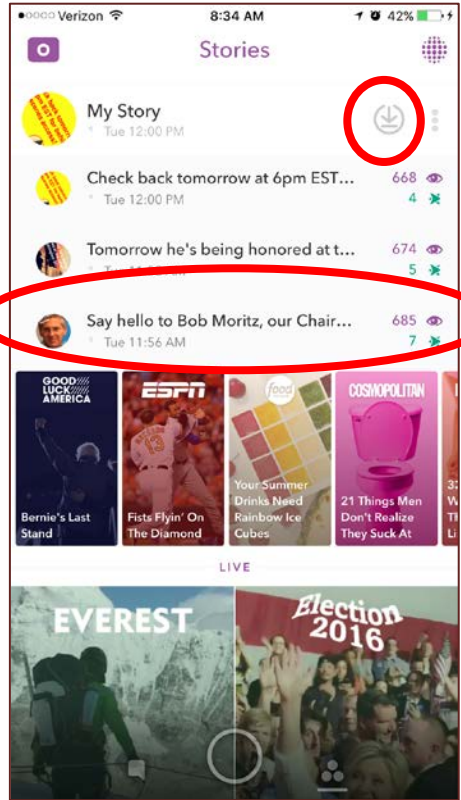 Verizon 8:34 AM 42%
Stories
My Story
Tue 12:00 PM
Check back tomorrow at 6pm EST... 668
Tue 12:00 PM 4
Tomorrow he's being honored at t... 674
5
Say hello to Bob Moritz, our Chair... 685
Tue 11:56 AM 7
GOOD
LUCK
AMERICA
Bernie's Last
Stand
ESPN
13
Fists Flyin' On
The Diamond
food
Your Summer
Drinks Need
Rainbow Ice
Cubes
COSMOPOLITAN
21 Things Men
Don't Realize
They Suck At
LIVE
EVEREST
Election
2016